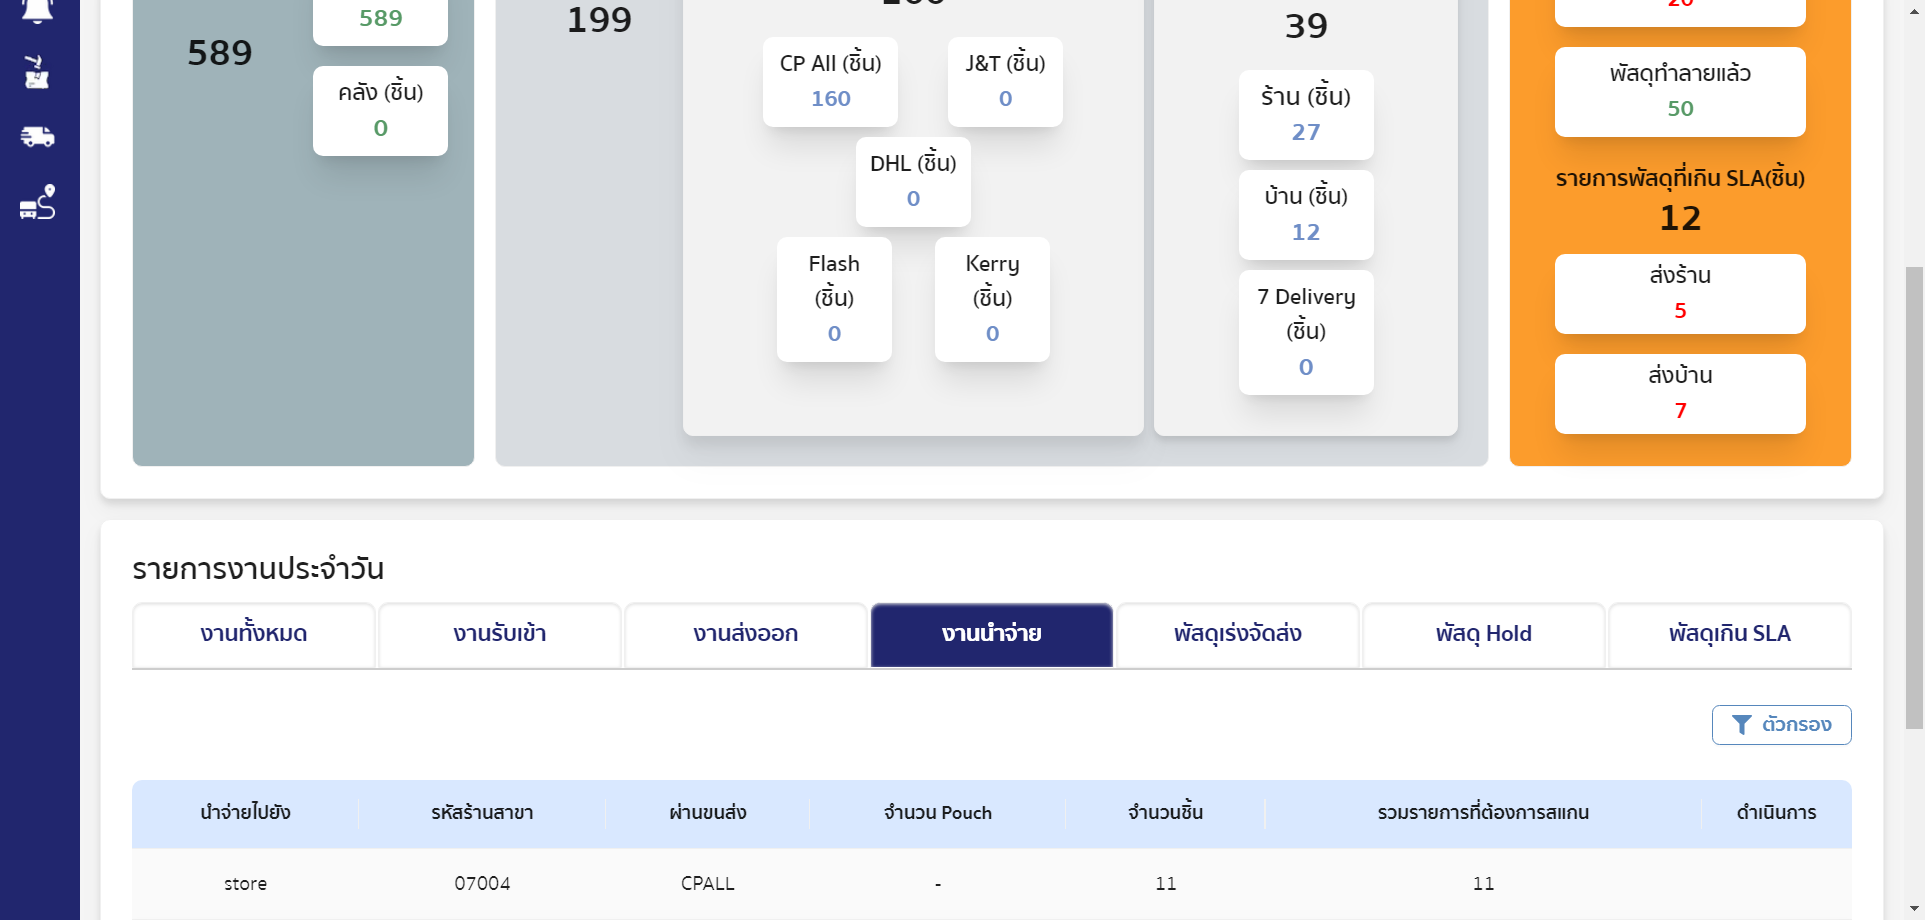 589
589
คลัง (ชิ้น)
0
199
CP All (ชิ้น)
160
J&T (ชิ้น)
0
DHL (ชิ้น)
0
Flash
(ชิ้น)
0
Kerry
(ชิ้น)
0
39
ร้าน (ชิ้น)
27
บ้าน (ชิ้น)
12
7 Delivery
(ชิ้น)
0
พัสดุทำลายแล้ว
50
รายการพัสดุที่เกิน SLA(ชิ้น)
12
ส่งร้าน
5
ส่งบ้าน
7
รายการงานประจำวัน
งานทั้งหมด
งานรับเข้า
งานส่งออก
งานนำจ่าย
พัสดุเร่งจัดส่ง
พัสดุ Hold
พัสดุเกิน SLA
ตัวกรอง
นำจ่ายไปยัง
รหัสร้านสาขา
ผ่านขนส่ง
จำนวน Pouch
จำนวนชิ้น
รวมรายการที่ต้องการสแกน
ดำเนินการ
store
07004
CPALL
-
11
11